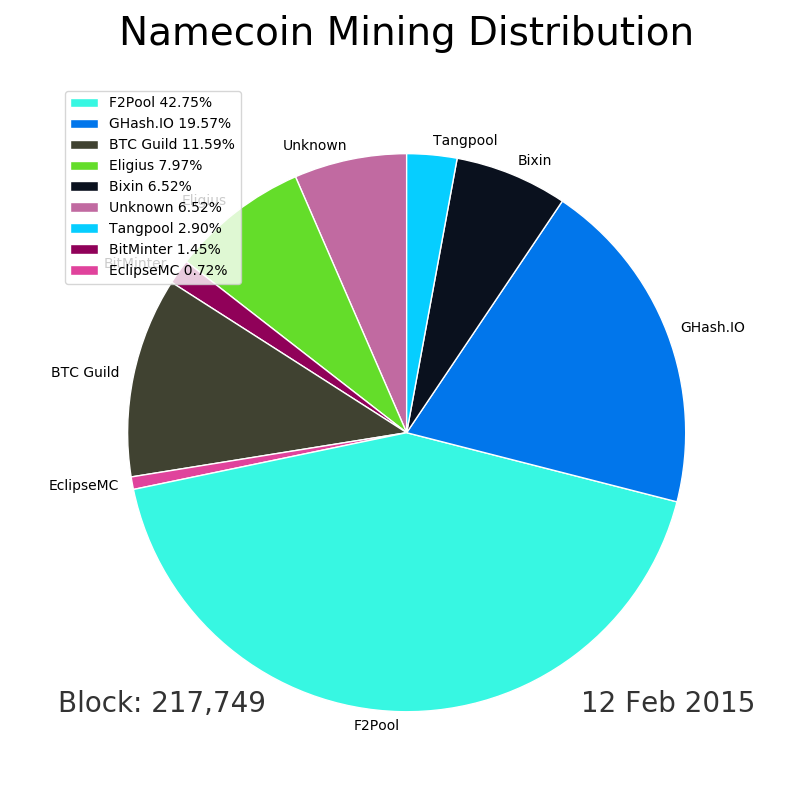 Namecoin Mining Distribution
F2Pool 42.75%
GHash.IO 19.57%
BTC Guild 11.59%
Eligius 7.97%
Bixin 6.52%
Unknown 6.52%
Tangpool 2.90%
BitMinter 1.45%
EclipseMC 0.72%
Tangpool
Unknown
Bixin
Eligius
BitMinter
GHash.IO
BTC Guild
EclipseMC
Block: 217,749
12 Feb 2015
F2Pool